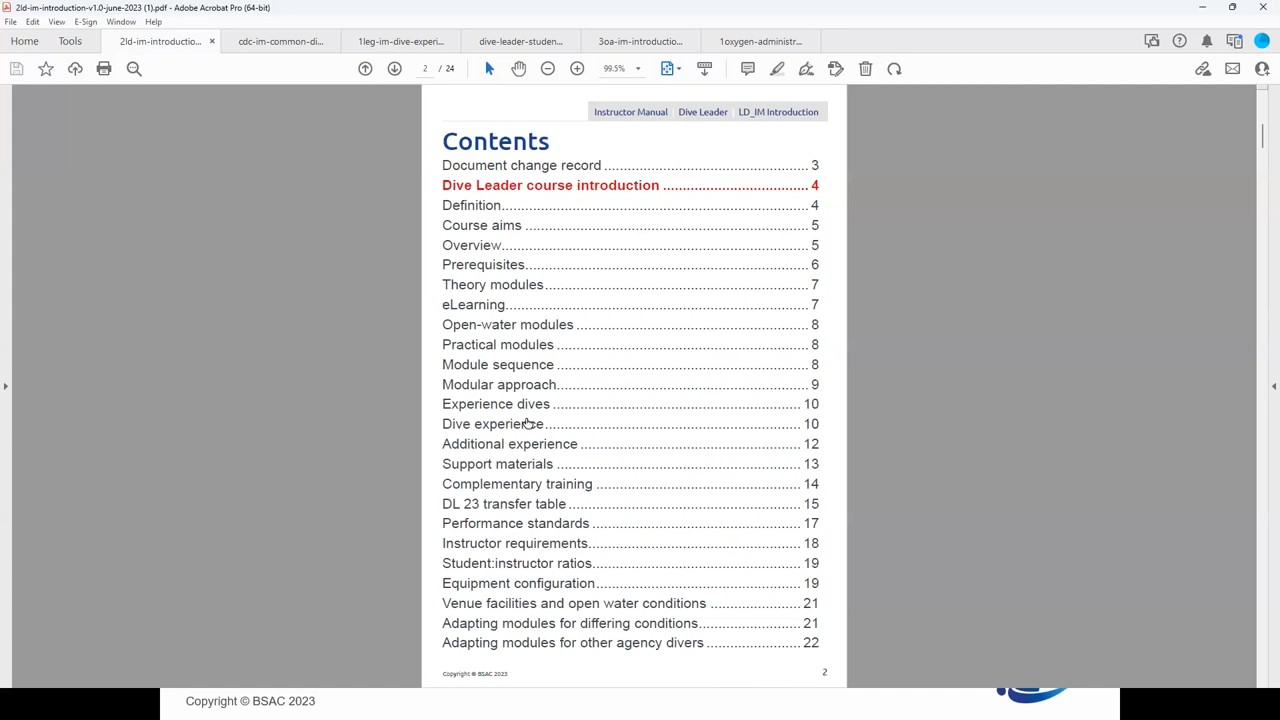 2ld-im-introduction-v1.0-june-2023 (1).pdf - Adobe Acrobat Pro (64-bit)
File Edit View E-Sign Window Help
Home Tools 2ld-im-introductio... × cdc-im-common-di... 1leg-im-dive-experi... dive-leader-studen... 3oa-im-introductio... 1oxygen-administr...
2 / 24 99.5%
Instructor Manual Dive Leader LD_IM Introduction
Contents
Document change record 3
Dive Leader course introduction 4
Definition 4
Course aims 5
Overview 5
Prerequisites 6
Theory modules 7
eLearning 7
Open-water modules 8
Practical modules 8
Module sequence 8
Modular approach 9
Experience dives 10
Dive experience 10
Additional experience 12
Support materials 13
Complementary training 14
DL 23 transfer table 15
Performance standards 17
Instructor requirements 18
Student:instructor ratios 19
Equipment configuration 19
Venue facilities and open water conditions 21
Adapting modules for differing conditions 21
Adapting modules for other agency divers 22
Copyright © BSAC 2023 2
Copyright © BSAC 2023